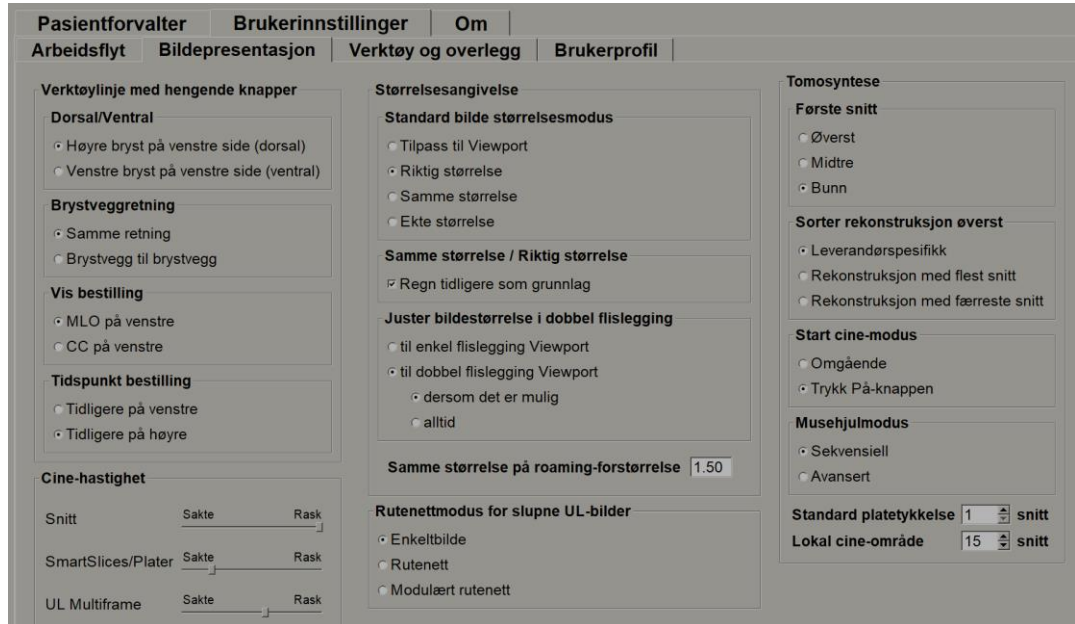 Pasientforvalter Brukerinnstillinger Om
Arbeidsflyt Bildepresentasjon Verktøy og overlegg Brukerprofil
Verktøylinje med hengende knapper
Dorsal/Ventral
Høyre bryst på venstre side (dorsal)
Venstre bryst på venstre side (ventral)
Brystveggretning
Samme retning
Brystvegg til brystvegg
Vis bestilling
MLO på venstre
CC på venstre
Tidspunkt bestilling
Tidligere på venstre
Tidligere på høyre
Cine-hastighet
Snitt Sakte Rask
SmartSlices/Plater Sakte Rask
UL Multiframe Sakte Rask
Størrelsesangivelse
Standard bilde størrelsesmodus
Tilpass til Viewport
Riktig størrelse
Samme størrelse
Ekte størrelse
Samme størrelse / Riktig størrelse
Regn tidligere som grunnlag
Juster bildestørrelse i dobbel flislegging
til enkel flislegging Viewport
til dobbel flislegging Viewport
dersom det er mulig
alltid
Samme størrelse på roaming-forstørrelse 1.50
Rutenettmodus for slupne UL-bilder
Enkeltbilde
Rutenett
Modulært rutenett
Tomosyntese
Første snitt
Øverst
Midtre
Bunn
Sorter rekonstruksjon øverst
Leverandørspesifikk
Rekonstruksjon med flest snitt
Rekonstruksjon med færreste snitt
Start cine-modus
Omgående
Trykk På-knappen
Musehjulmodus
Sekvensiell
Avansert
Standard platetykkelse 1 snitt
Lokal cine-område 15 snitt